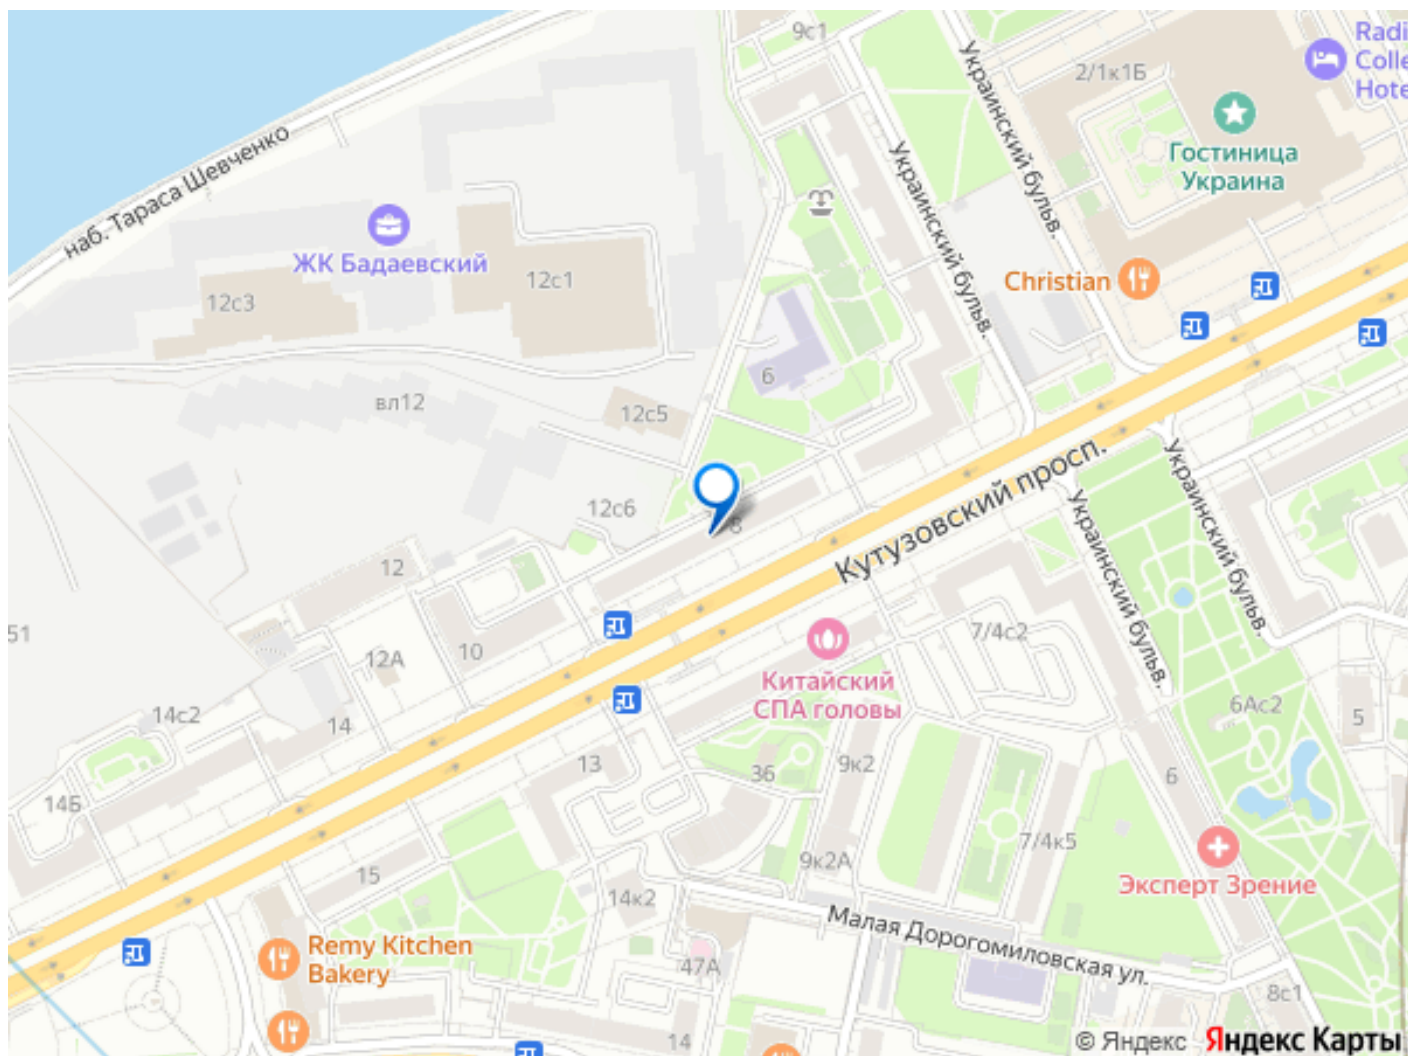 9с1
Украинский бульв.
2/1к1Б
Radi
Colle
Hote
Гостиница
Украина
наб. Тараса Шевченко
Украинский бульв.
ЖК Бадаевский
12с1
12с3
Christian
6
вл12
12с5
Кутузовский просп.
Украинский бульв.
12с6
8
Украинский бульв.
12
51
10
12А
7/4с2
Китайский
СПА головы
6Ас2
5
14с2
14
13
36
9к2
6
14Б
15
9к2А
7/4к5
Эксперт Зрение
14к2
Малая Дорогомиловская ул.
Remy Kitchen
Bakery
47А
8с1
14
© Яндекс Яндекс Карты